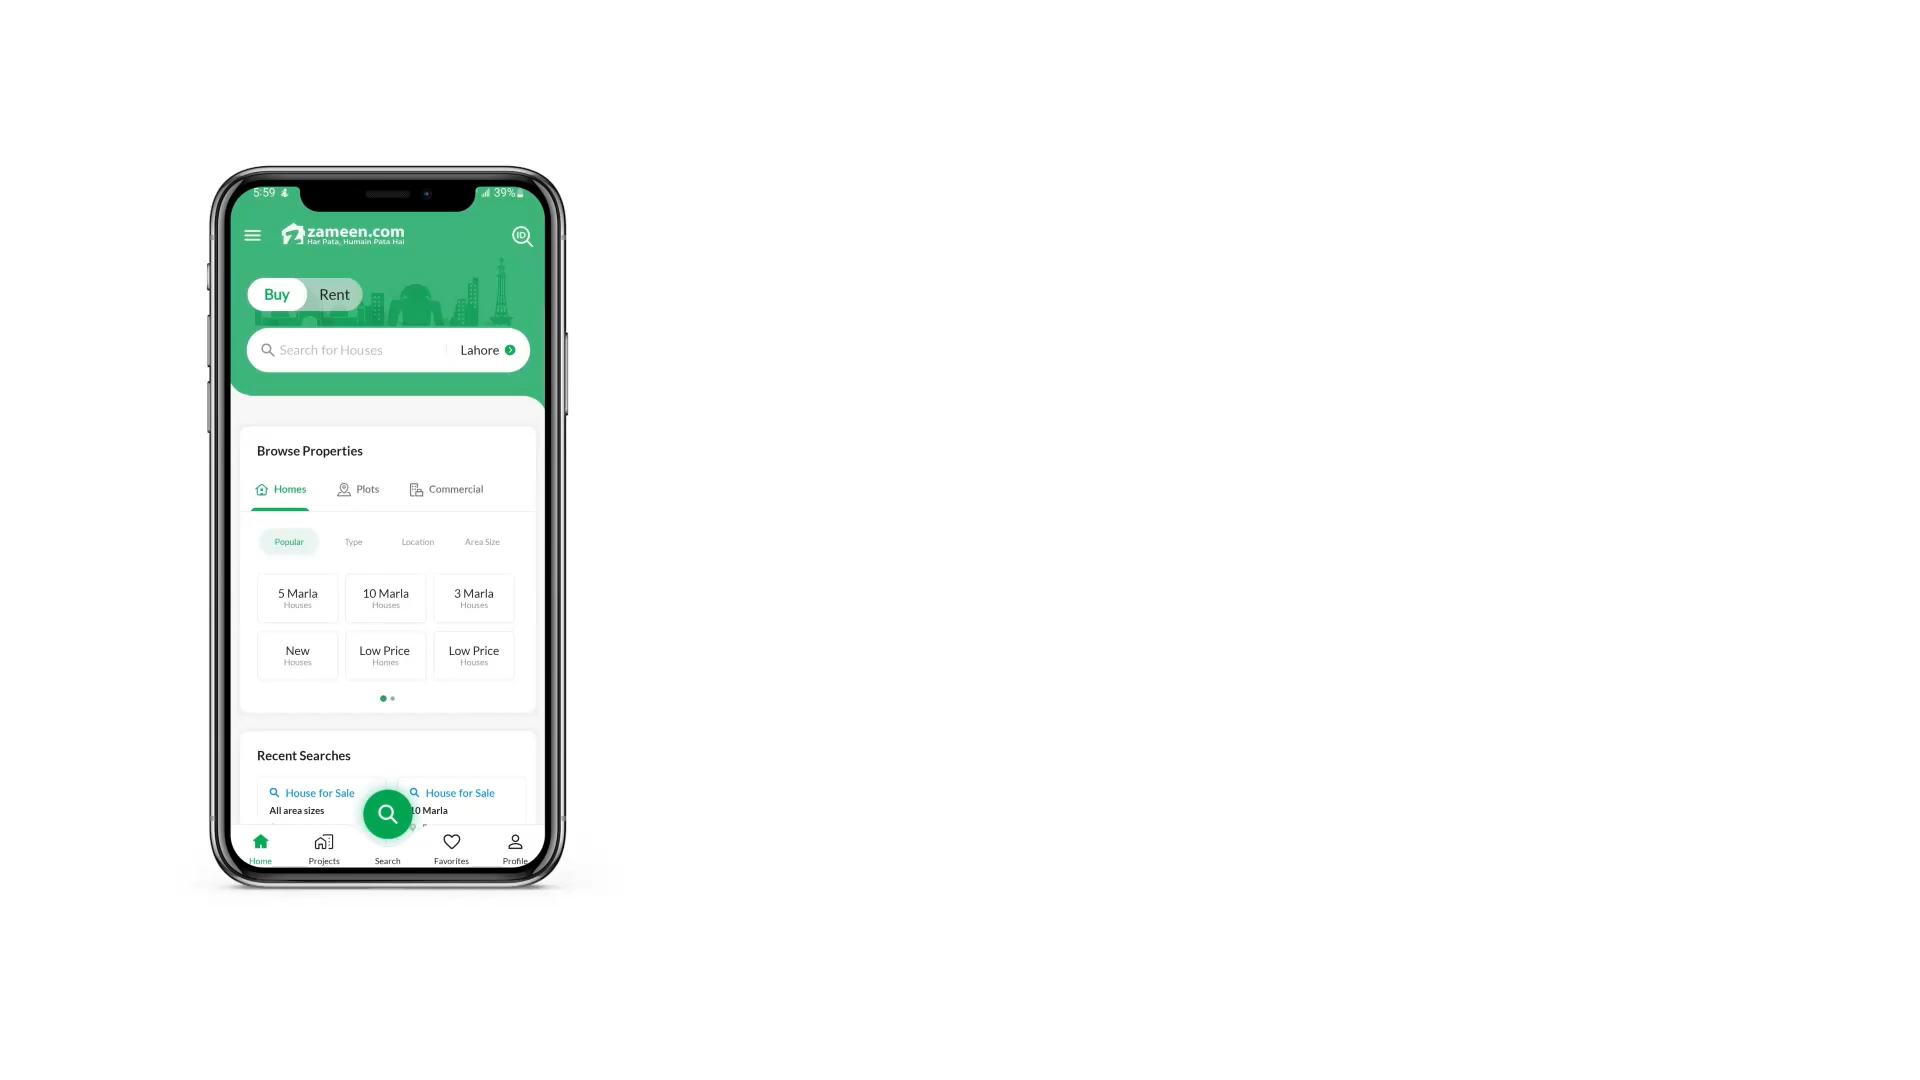 5:59
39%
zameen.com
Har Pata, Humain Pata Hai
ID
Buy Rent
Search for Houses Lahore
Browse Properties
Homes Plots Commercial
Popular Type Location Area Size
5 Marla 10 Marla 3 Marla
Houses Houses Houses
New Low Price Low Price
Houses Homes Houses
Recent Searches
House for Sale House for Sale
All area sizes 10 Marla
Home Projects Search Favorites Profile